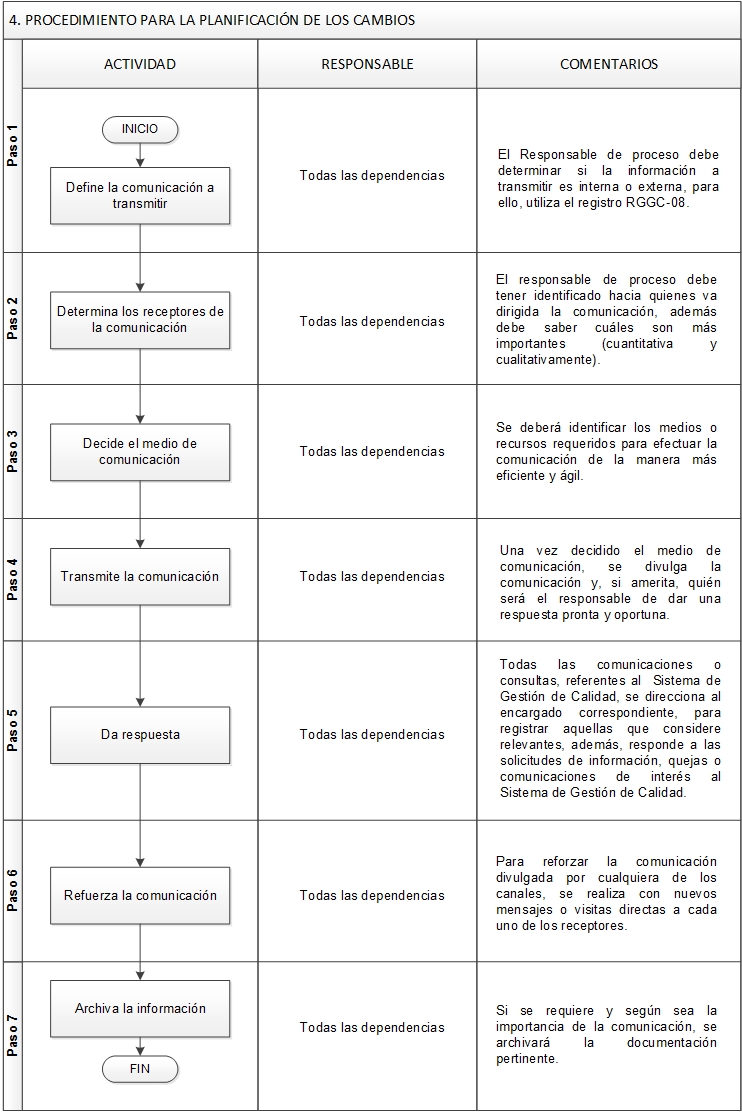 4. PROCEDIMIENTO PARA LA PLANIFICACIÓN DE LOS CAMBIOS
ACTIVIDAD
RESPONSABLE
COMENTARIOS
Paso 1
INICIO
Define la comunicación a
transmitir
Todas las dependencias
El Responsable de proceso debe
determinar si la información a
transmitir es interna o externa, para
ello, utiliza el registro RGGC-08.
Paso 2
Determina los receptores de
la comunicación
Todas las dependencias
El responsable de proceso debe
tener identificado hacia quienes va
dirigida la comunicación, además
debe saber cuáles son más
importantes (cuantitativa y
cualitativamente).
Paso 3
Decide el medio de
comunicación
Todas las dependencias
Se deberá identificar los medios o
recursos requeridos para efectuar la
comunicación de la manera más
eficiente y ágil.
Paso 4
Transmite la comunicación
Todas las dependencias
Una vez decidido el medio de
comunicación, se divulga la
comunicación y, si amerita, quién
será el responsable de dar una
respuesta pronta y oportuna.
Paso 5
Da respuesta
Todas las dependencias
Todas las comunicaciones o
consultas, referentes al Sistema de
Gestión de Calidad, se direcciona al
encargado correspondiente, para
registrar aquellas que considere
relevantes, además, responde a las
solicitudes de información, quejas o
comunicaciones de interés al
Sistema de Gestión de Calidad.
Paso 6
Refuerza la comunicación
Todas las dependencias
Para reforzar la comunicación
divulgada por cualquiera de los
canales, se realiza con nuevos
mensajes o visitas directas a cada
uno de los receptores.
Paso 7
Archiva la información
FIN
Todas las dependencias
Si se requiere y según sea la
importancia de la comunicación, se
archivará la documentación
pertinente.